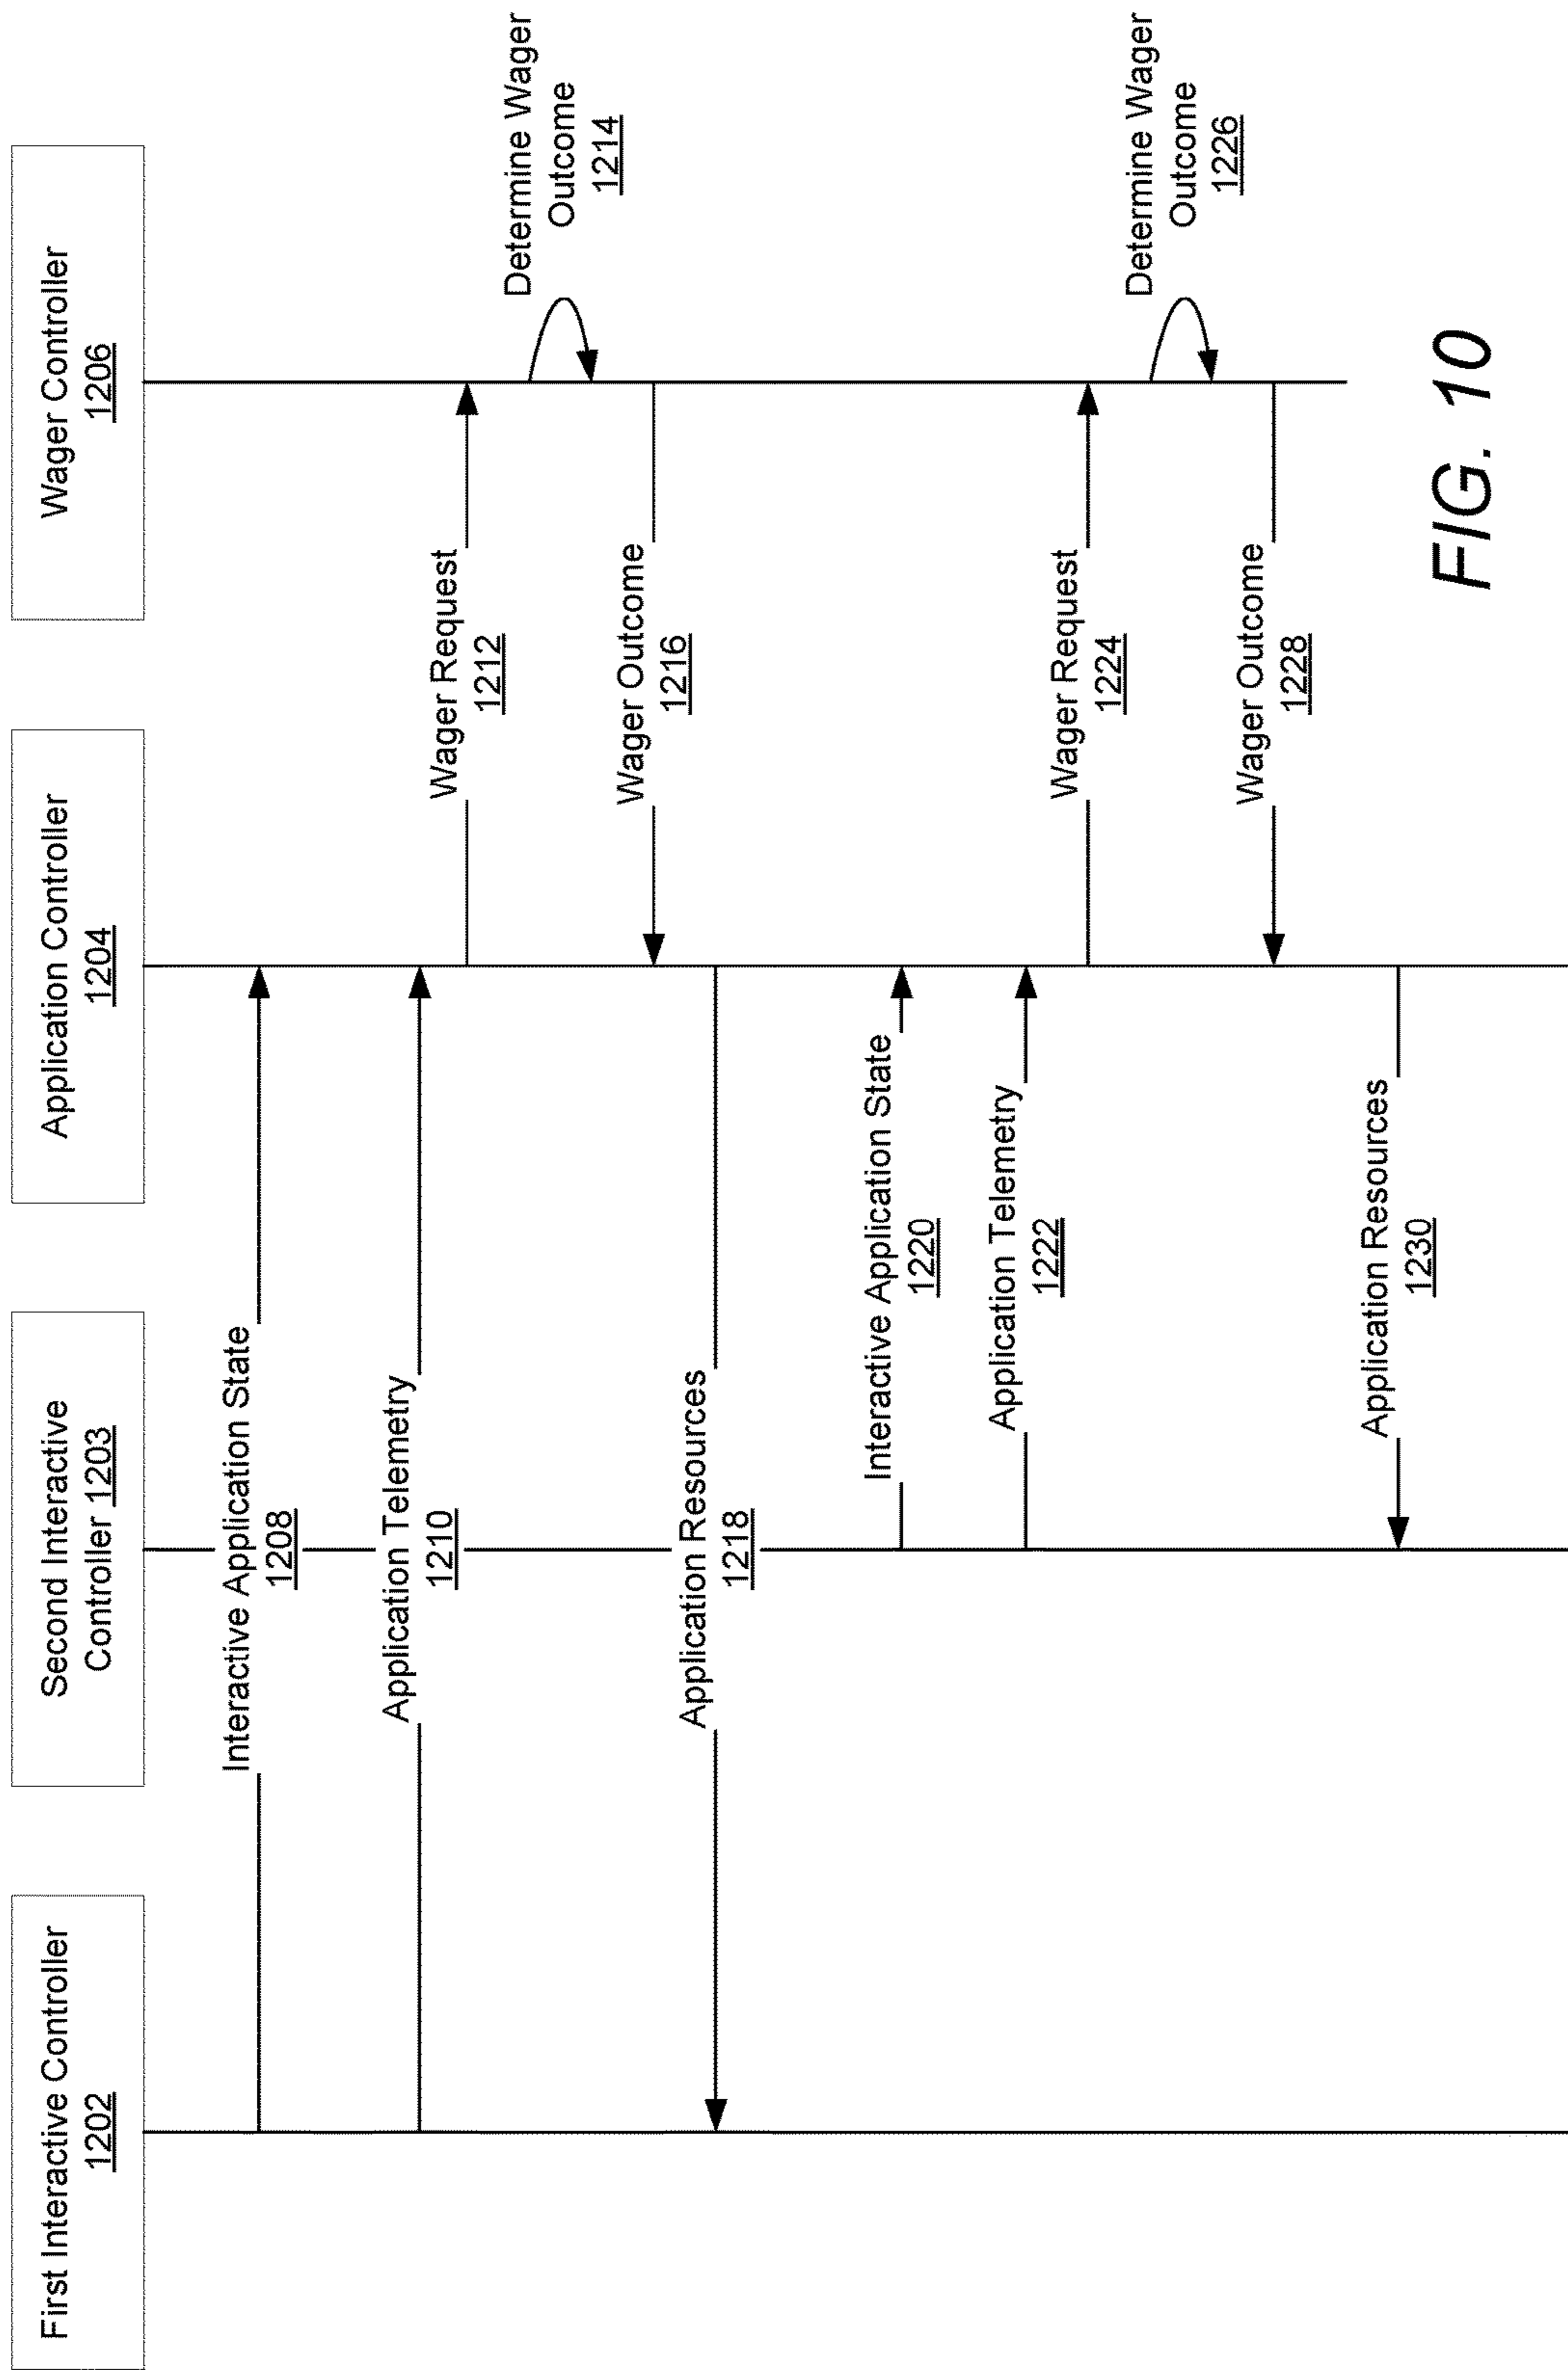 First Interactive Controller
1202
Second Interactive
Controller 1203
Application Controller
1204
Wager Controller
1206
Interactive Application State
1208
Application Telemetry
1210
Wager Request
1212
Determine Wager
Outcome
1214
Wager Outcome
1216
Application Resources
1218
Interactive Application State
1220
Application Telemetry
1222
Wager Request
1224
Determine Wager
Outcome
1226
Wager Outcome
1228
Application Resources
1230
FIG. 10